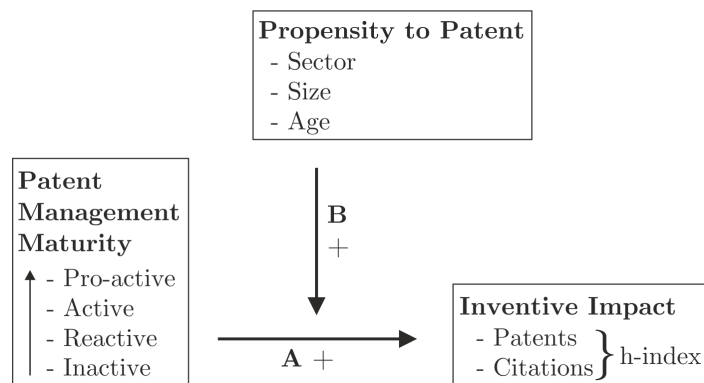 Propensity to Patent
- Sector
- Size
- Age
Patent
Management
Maturity
- Pro-active
- Active
- Reactive
- Inactive
B
+
A +
Inventive Impact
- Patents
- Citations
h-index